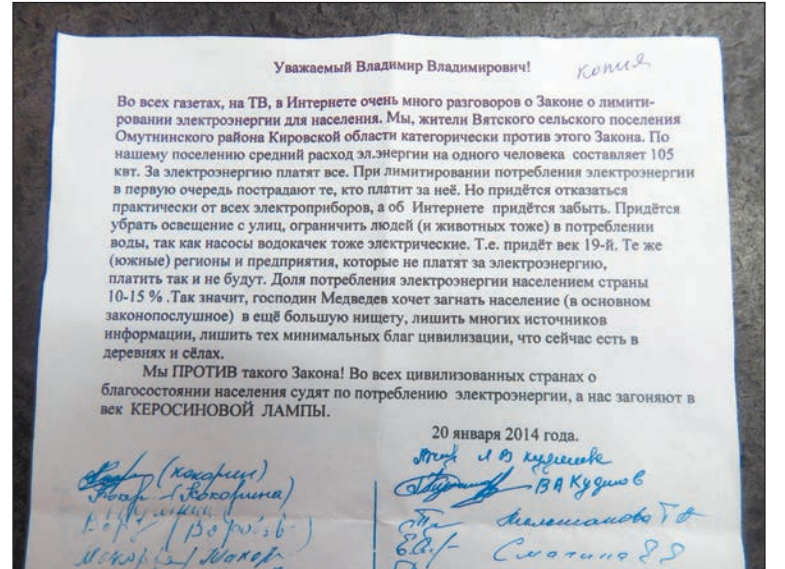 Уважаемый Владимир Владимирович!
копия
Во всех газетах, на ТВ, в Интернете очень много разговоров о Законе о лимити-
ровании электроэнергии для населения. Мы, жители Вятского сельского поселения
Омутнинского района Кировской области категорически против этого Закона. По
нашему поселению средний расход эл.энергии на одного человека составляет 105
квт. За электроэнергию платят все. При лимитировании потребления электроэнергии
в первую очередь пострадают те, кто платит за неё. Но придётся отказаться
практически от всех электроприборов, а об Интернете придётся забыть. Придётся
убрать освещение с улиц, ограничить людей (и животных тоже) в потреблении
воды, так как насосы водокачек тоже электрические. Т.е. придёт век 19-й. Те же
(южные) регионы и предприятия, которые не платят за электроэнергию,
платить так и не будут. Доля потребления электроэнергии населением страны
10-15 % .Так значит, господин Медведев хочет загнать население (в основном
законопослушное) в ещё большую нищету, лишить многих источников
информации, лишить тех минимальных благ цивилизации, что сейчас есть в
деревнях и сёлах.
Мы ПРОТИВ такого Закона! Во всех цивилизованных странах о
благосостоянии населения судят по потреблению электроэнергии, а нас загоняют в
век КЕРОСИНОВОЙ ЛАМПЫ.
20 января 2014 года.
(Кокорин)
(Кокорина)
ВА Кудинов
Смагина